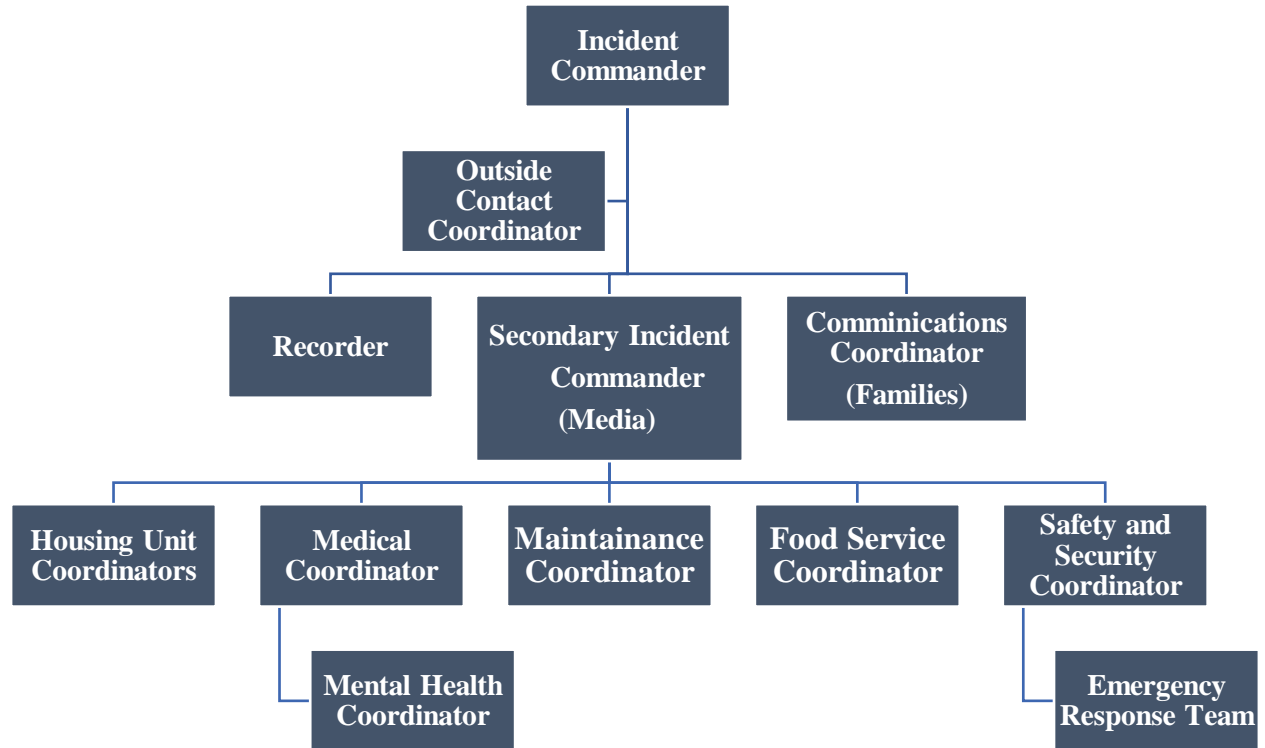 Incident
Commander
Outside
Contact
Coordinator
Recorder
Secondary Incident
Commander
(Media)
Comminications
Coordinator
(Families)
Housing Unit
Coordinators
Medical
Coordinator
Maintainance
Coordinator
Food Service
Coordinator
Safety and
Security
Coordinator
Mental Health
Coordinator
Emergency
Response Team